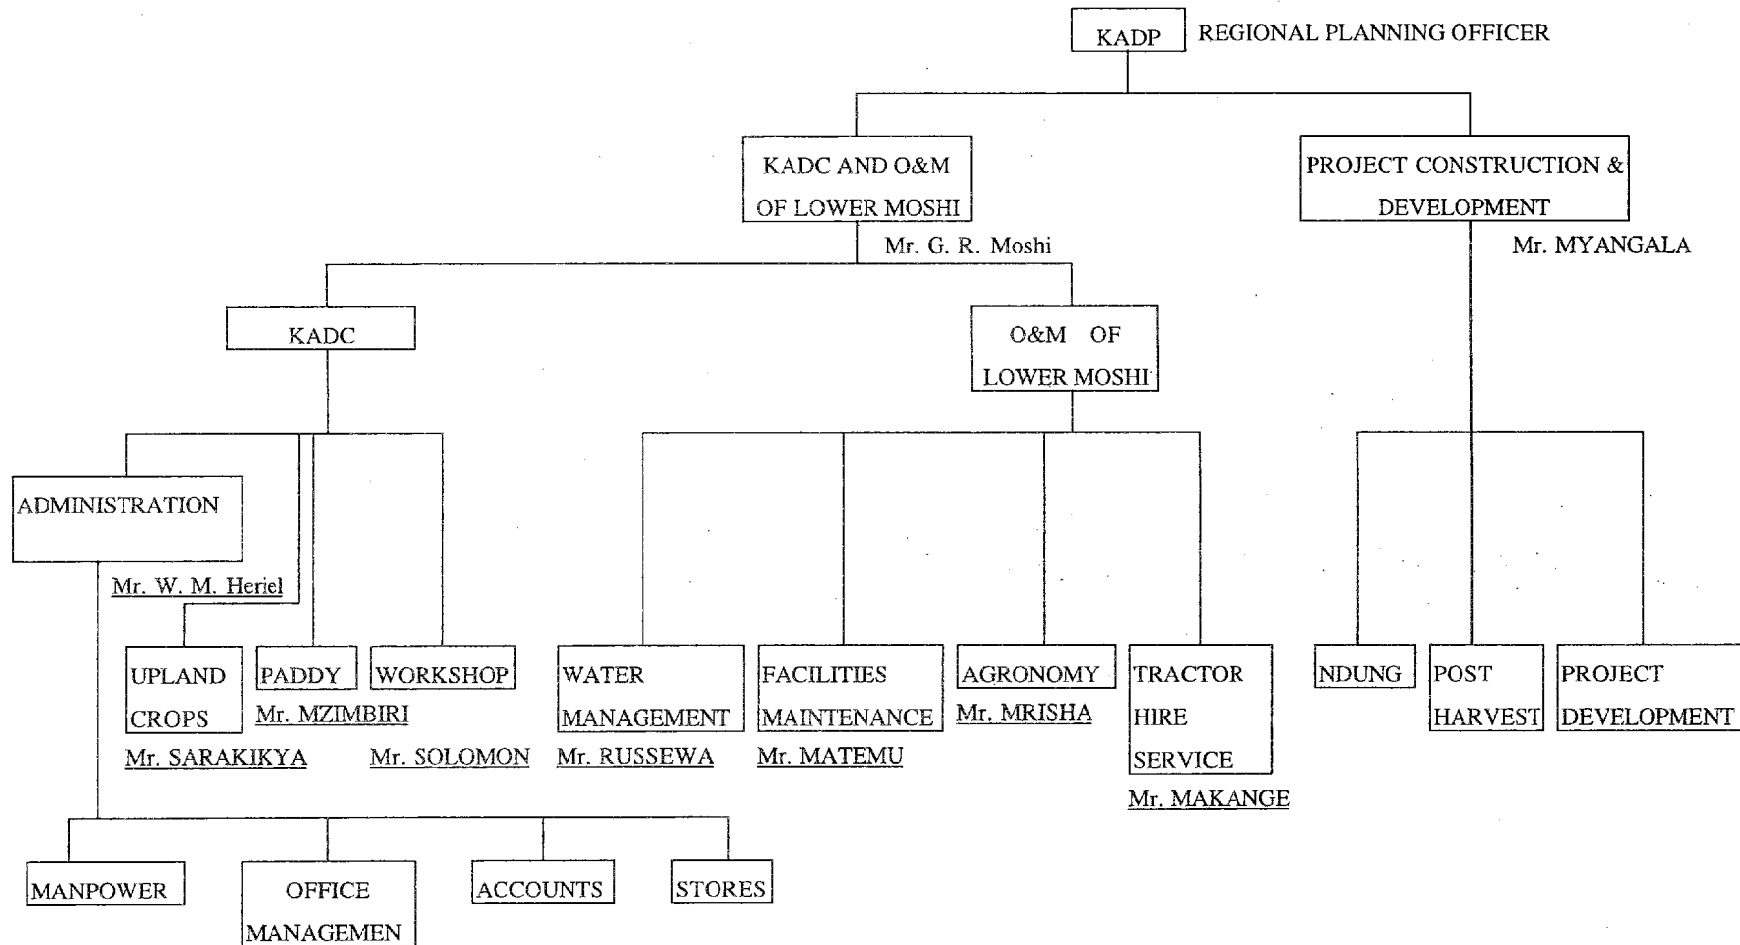 KADP REGIONAL PLANNING OFFICER
KADC AND O&M
OF LOWER MOSHI
Mr. G. R. Moshi
PROJECT CONSTRUCTION &
DEVELOPMENT
Mr. MYANGALA
KADC
O&M OF
LOWER MOSHI
ADMINISTRATION
Mr. W. M. Heriel
UPLAND
CROPS
Mr. SARAKIKYA
PADDY
Mr. MZIMBIRI
WORKSHOP
Mr. SOLOMON
WATER
MANAGEMENT
Mr. RUSSEWA
FACILITIES
MAINTENANCE
Mr. MATEMU
AGRONOMY
Mr. MRISHA
TRACTOR
HIRE
SERVICE
Mr. MAKANGE
NDUNG
POST
HARVEST
PROJECT
DEVELOPMENT
MANPOWER
OFFICE
MANAGEMEN
ACCOUNTS
STORES